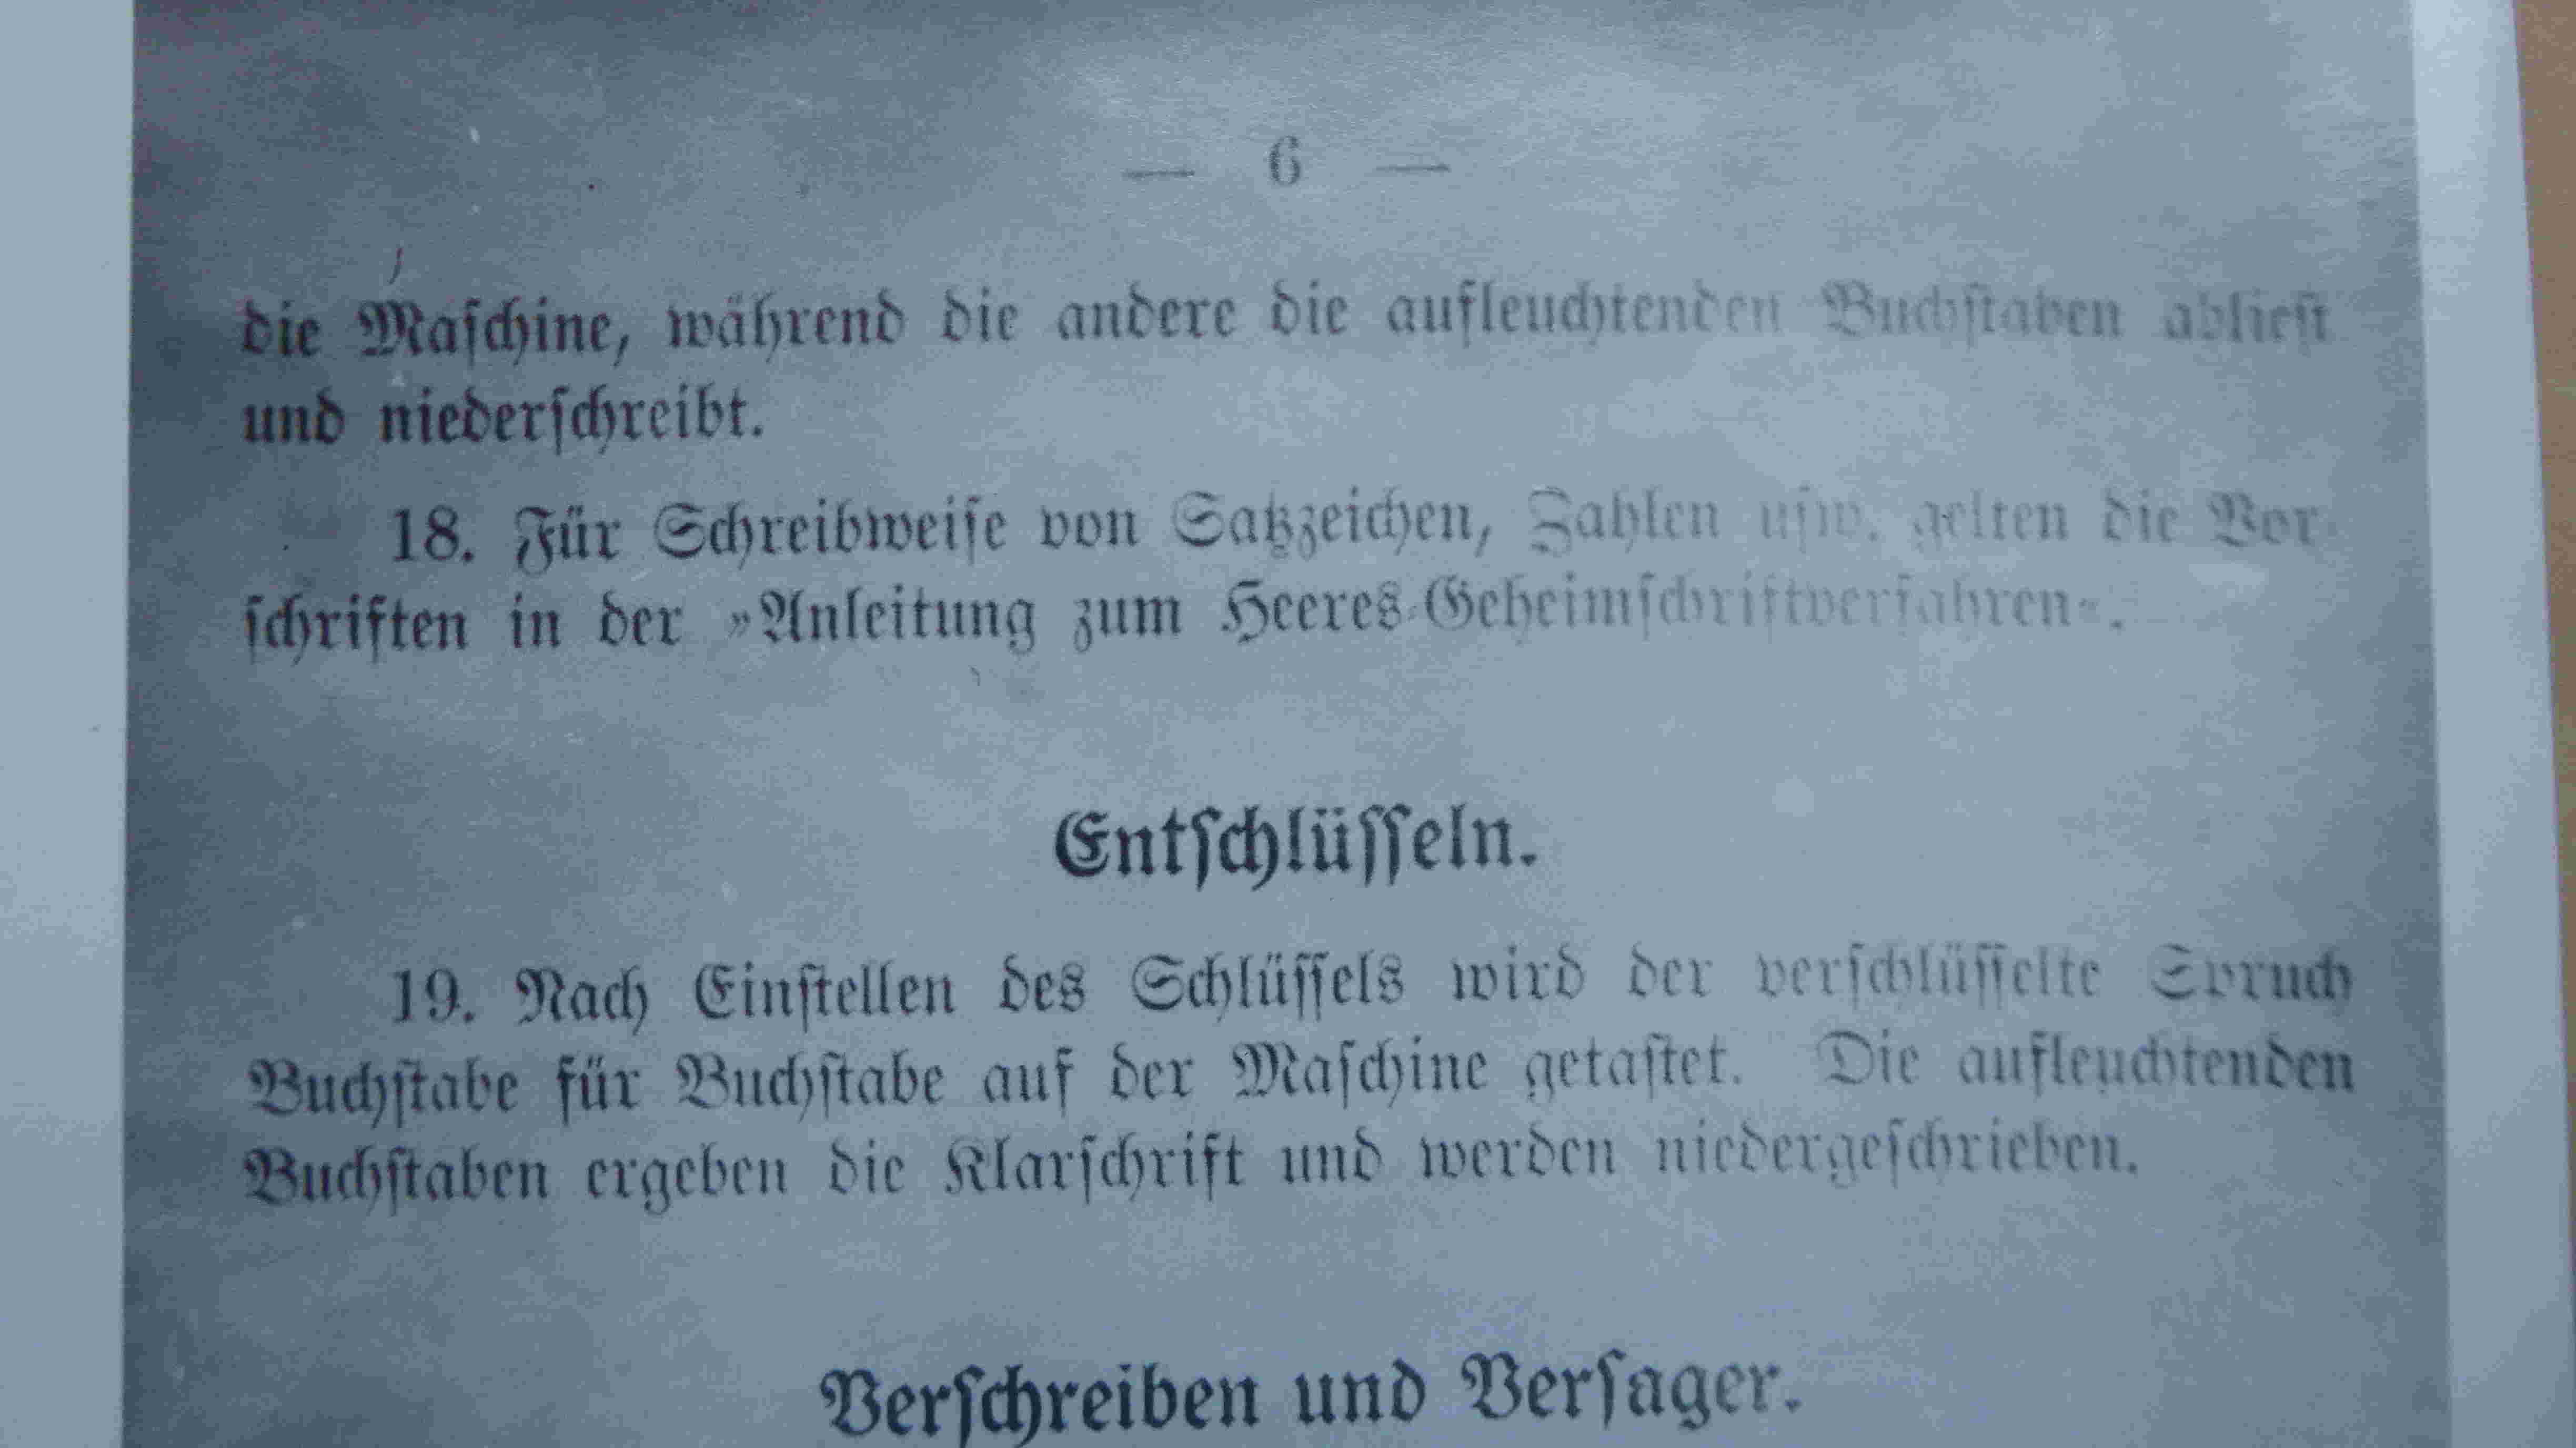 — 6 —
die Maſchine, während die andere die aufleuchtenden Buchſtaben ablieſt
und niederſchreibt.
18. Für Schreibweiſe von Satzzeichen, Zahlen uſw. gelten die Vor-
ſchriften in der »Anleitung zum Heeres-Geheimſchriftverfahren«.
Entſchlüſſeln.
19. Nach Einſtellen des Schlüſſels wird der verſchlüſſelte Spruch
Buchſtabe für Buchſtabe auf der Maſchine getaſtet. Die aufleuchtenden
Buchſtaben ergeben die Klarſchrift und werden niedergeſchrieben.
Verſchreiben und Verſager.